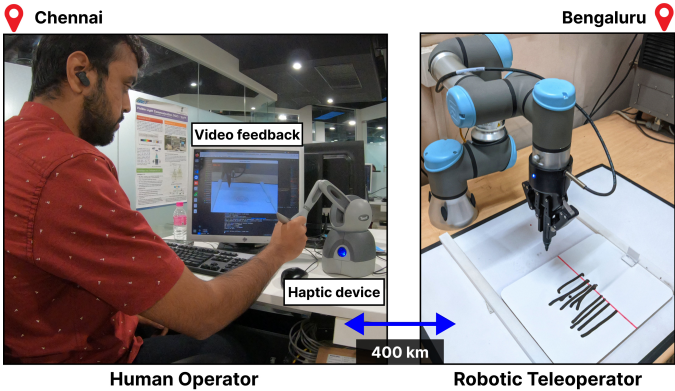 Chennai
Bengaluru
Video feedback
Haptic device
400 km
Human Operator
Robotic Teleoperator